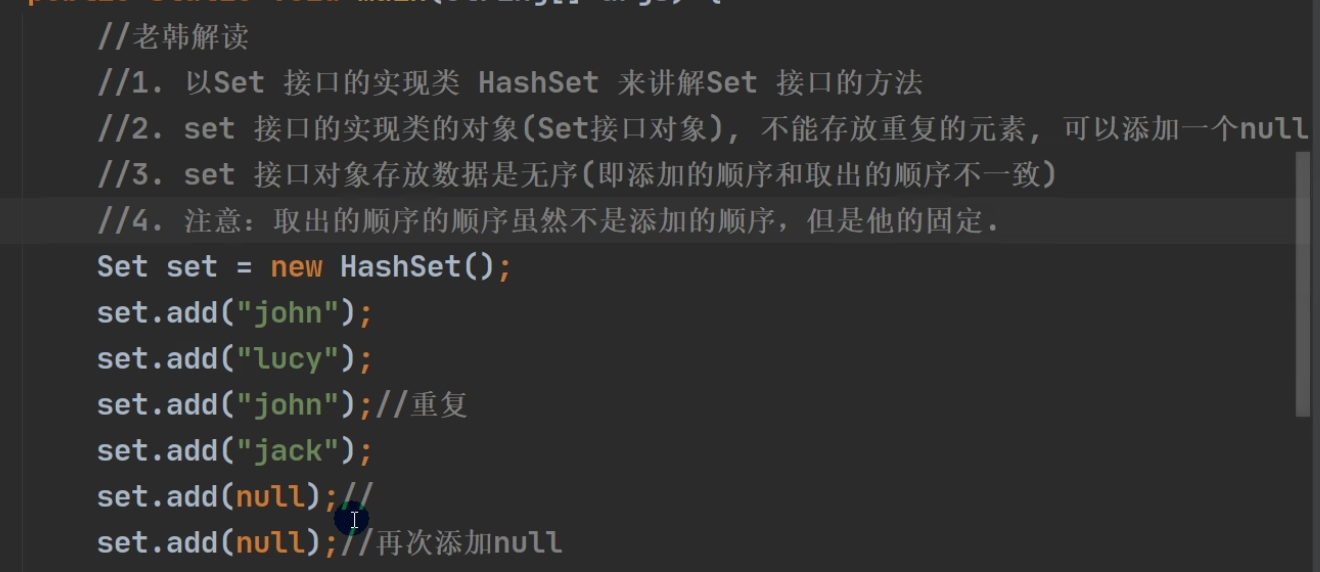 //老韩解读
//1. 以Set 接口的实现类 HashSet 来讲解Set 接口的方法
//2. set 接口的实现类的对象(Set接口对象), 不能存放重复的元素, 可以添加一个null
//3. set 接口对象存放数据是无序(即添加的顺序和取出的顺序不一致)
//4. 注意：取出的顺序的顺序虽然不是添加的顺序，但是他的固定.
Set set = new HashSet();
set.add("john");
set.add("lucy");
set.add("john");//重复
set.add("jack");
set.add(null);//
set.add(null);//再次添加null